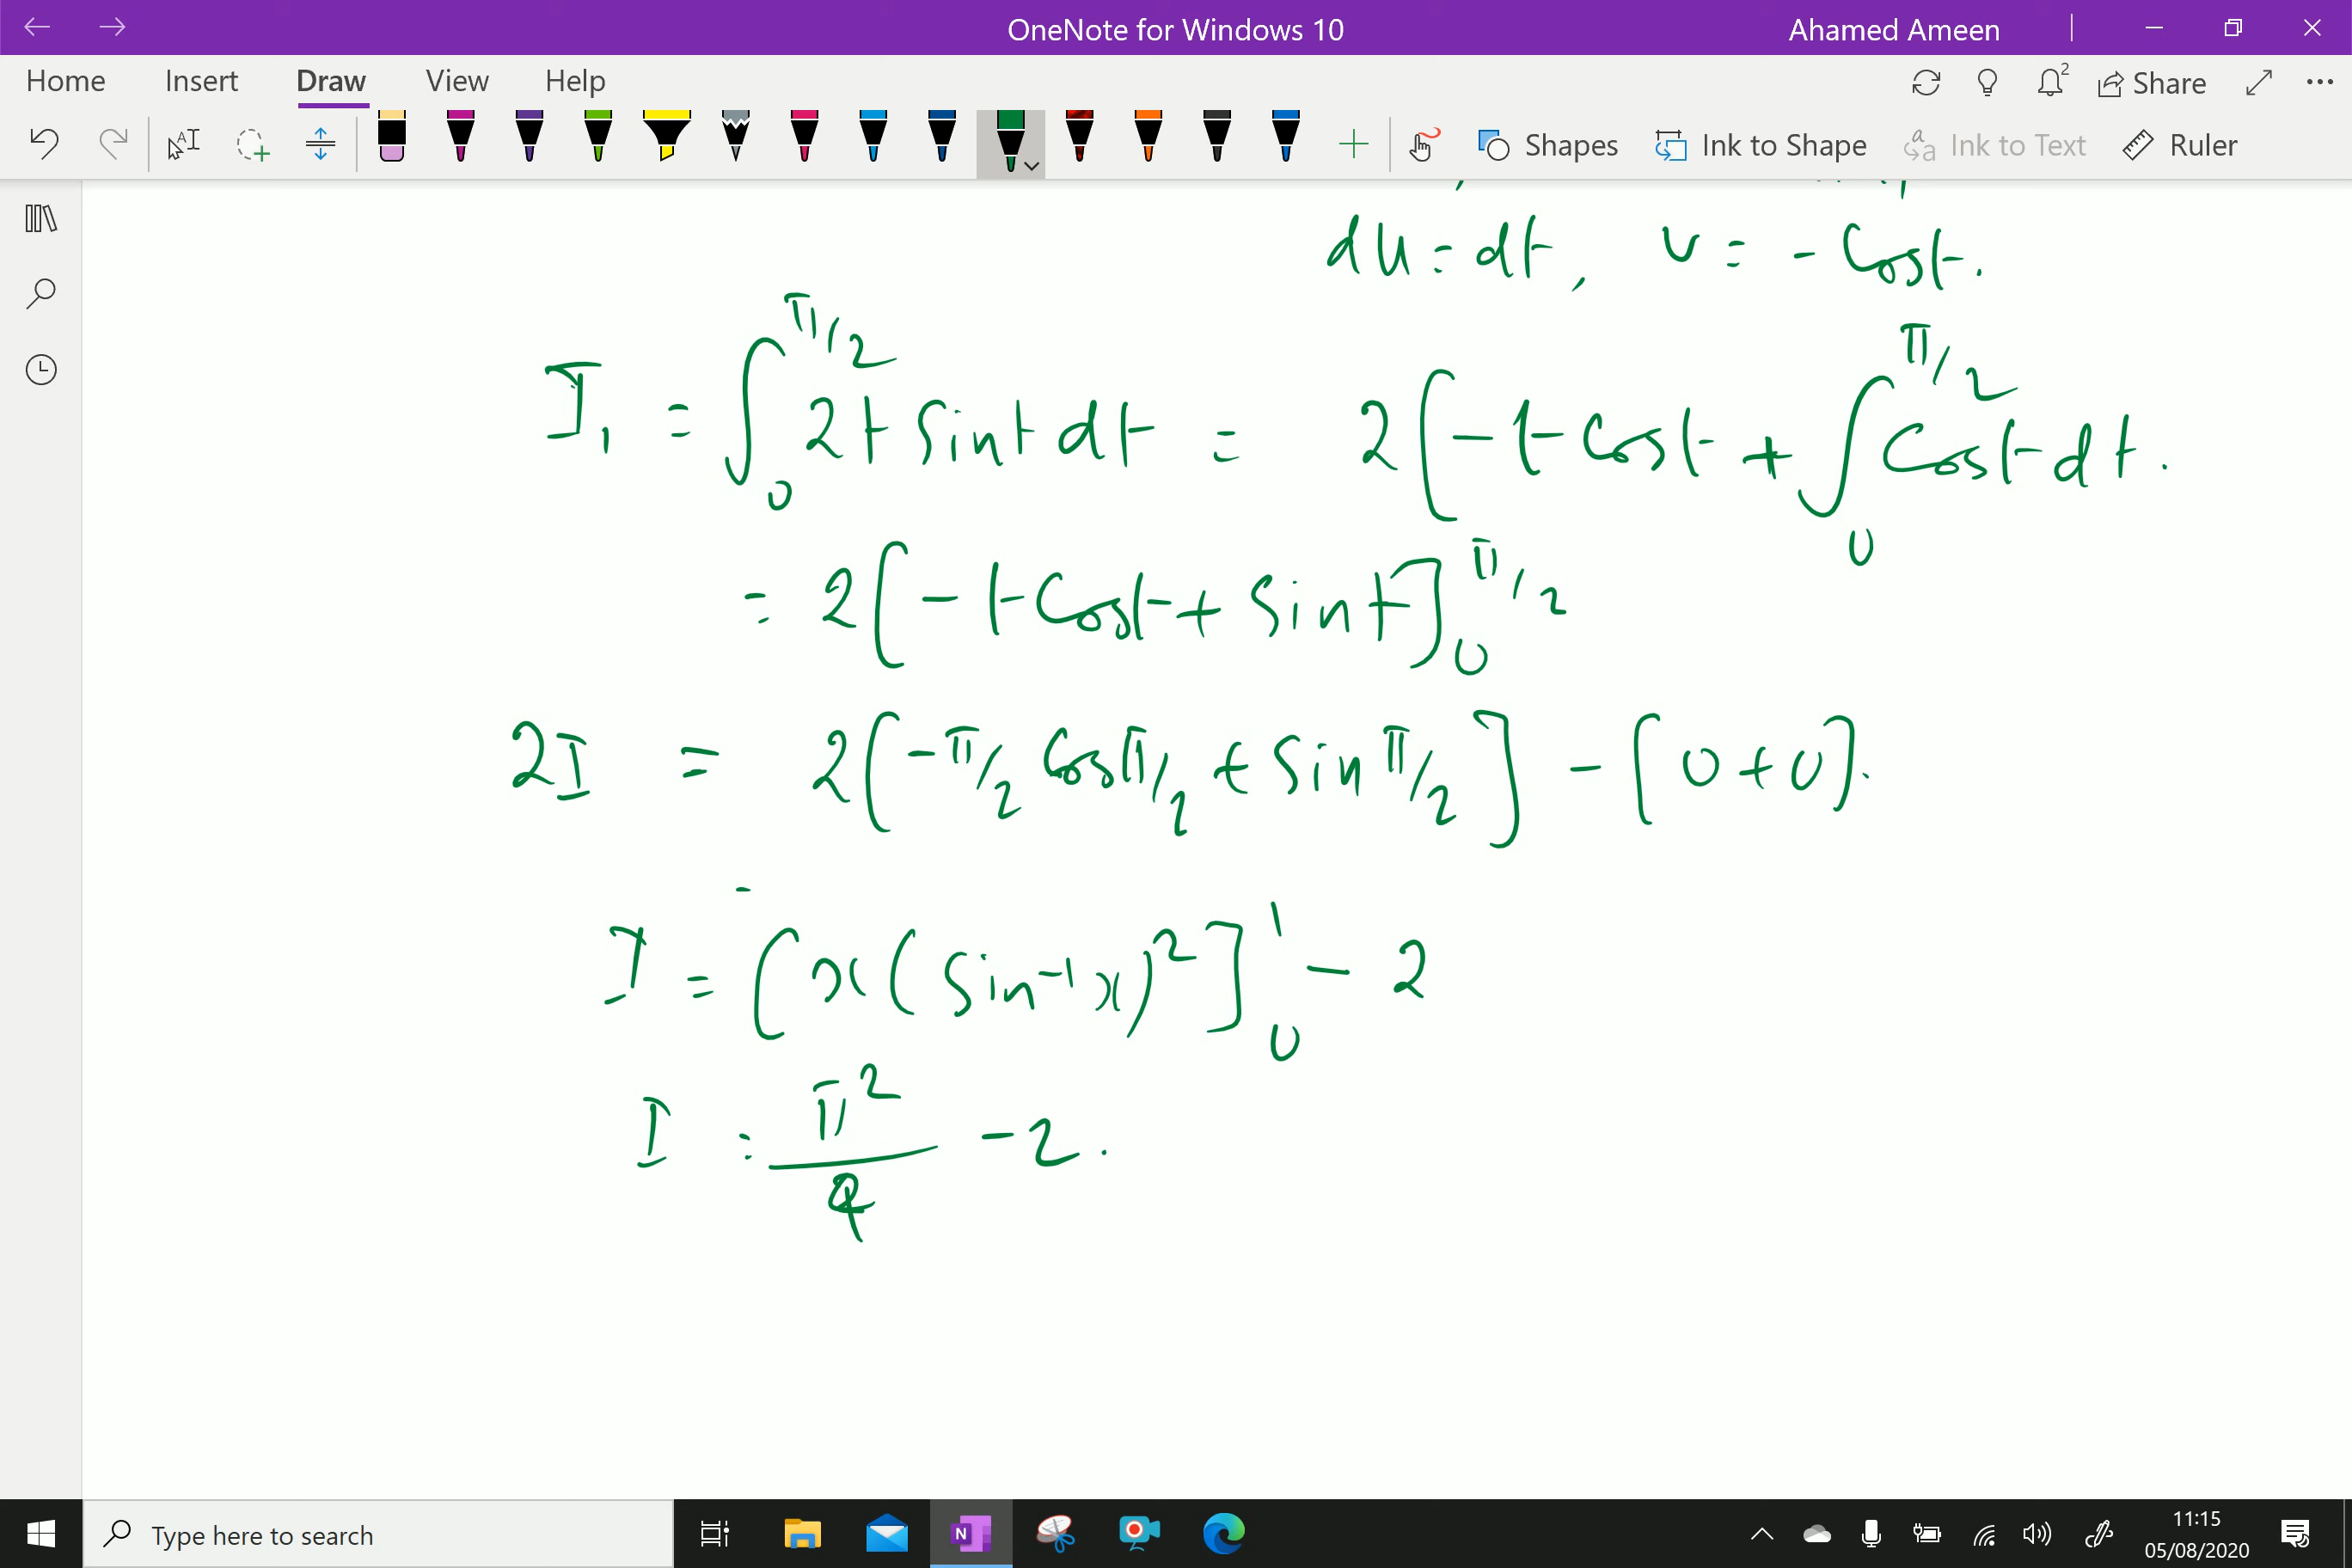 OneNote for Windows 10
Ahamed Ameen
Home Insert Draw View Help
2 Share
Shapes Ink to Shape Ink to Text Ruler
du = dt, v = - Cost.
I₁ = ∫₀^π/2 2t Sint dt = 2[-t Cost + ∫₀^π/2 Cost dt.
= 2[-t Cost + Sint]₀^π/2
2I = 2[-π/2 Cosπ/2 + Sin π/2] - [0+0].
-
I = [x(Sin⁻¹x)²]₀¹ - 2
I = π²/4 - 2.
Type here to search
11:15
05/08/2020